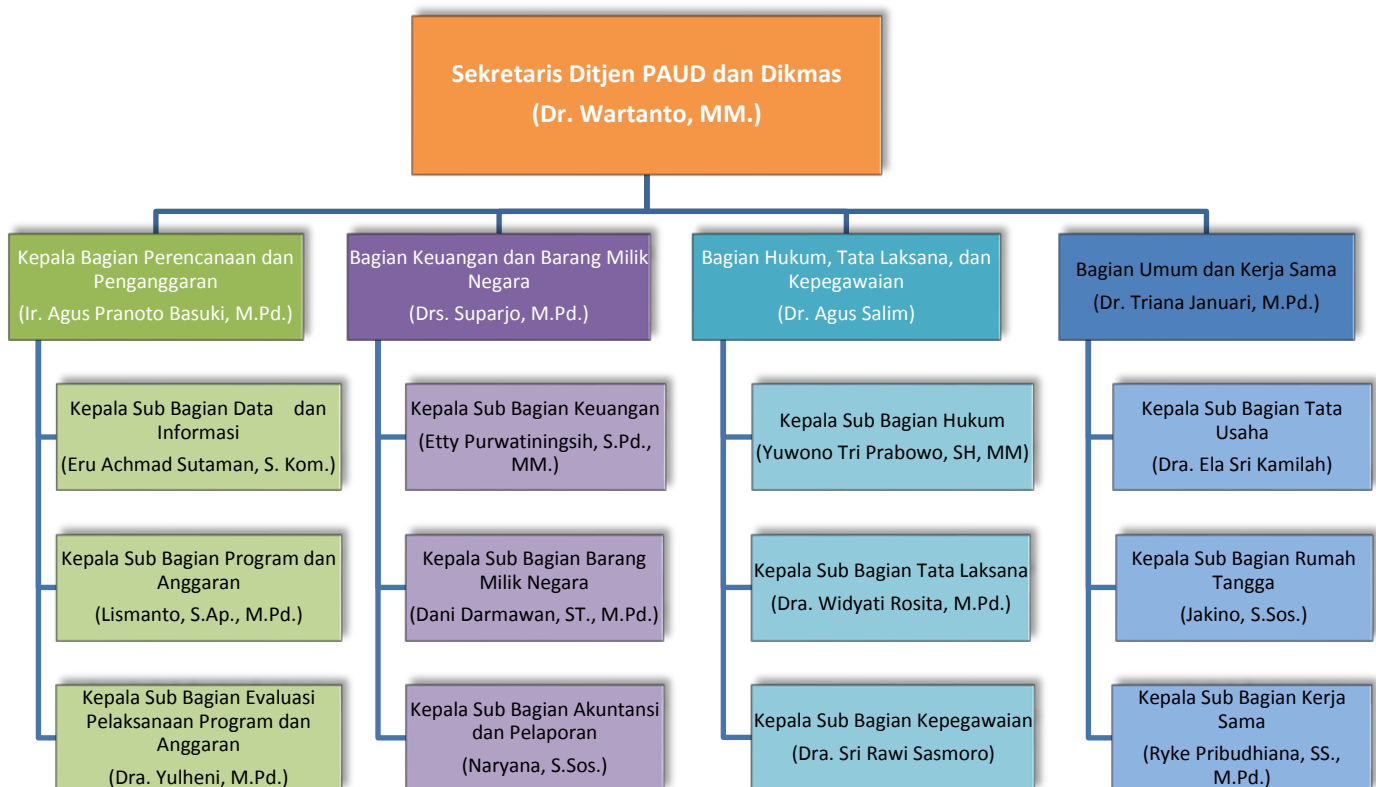 Sekretaris Ditjen PAUD dan Dikmas
(Dr. Wartanto, MM.)
Kepala Bagian Perencanaan dan
Penganggaran
(Ir. Agus Pranoto Basuki, M.Pd.)
Kepala Sub Bagian Data dan
Informasi
(Eru Achmad Sutaman, S. Kom.)
Kepala Sub Bagian Program dan
Anggaran
(Lismanto, S.Ap., M.Pd.)
Kepala Sub Bagian Evaluasi
Pelaksanaan Program dan
Anggaran
(Dra. Yulheni, M.Pd.)
Bagian Keuangan dan Barang Milik
Negara
(Drs. Suparjo, M.Pd.)
Kepala Sub Bagian Keuangan
(Etty Purwatiningsih, S.Pd.,
MM.)
Kepala Sub Bagian Barang
Milik Negara
(Dani Darmawan, ST., M.Pd.)
Kepala Sub Bagian Akuntansi
dan Pelaporan
(Naryana, S.Sos.)
Bagian Hukum, Tata Laksana, dan
Kepegawaian
(Dr. Agus Salim)
Kepala Sub Bagian Hukum
(Yuwono Tri Prabowo, SH, MM)
Kepala Sub Bagian Tata Laksana
(Dra. Widyati Rosita, M.Pd.)
Kepala Sub Bagian Kepegawaian
(Dra. Sri Rawi Sasmoro)
Bagian Umum dan Kerja Sama
(Dr. Triana Januari, M.Pd.)
Kepala Sub Bagian Tata
Usaha
(Dra. Ela Sri Kamilah)
Kepala Sub Bagian Rumah
Tangga
(Jakino, S.Sos.)
Kepala Sub Bagian Kerja
Sama
(Ryke Pribudhiana, SS.,
M.Pd.)